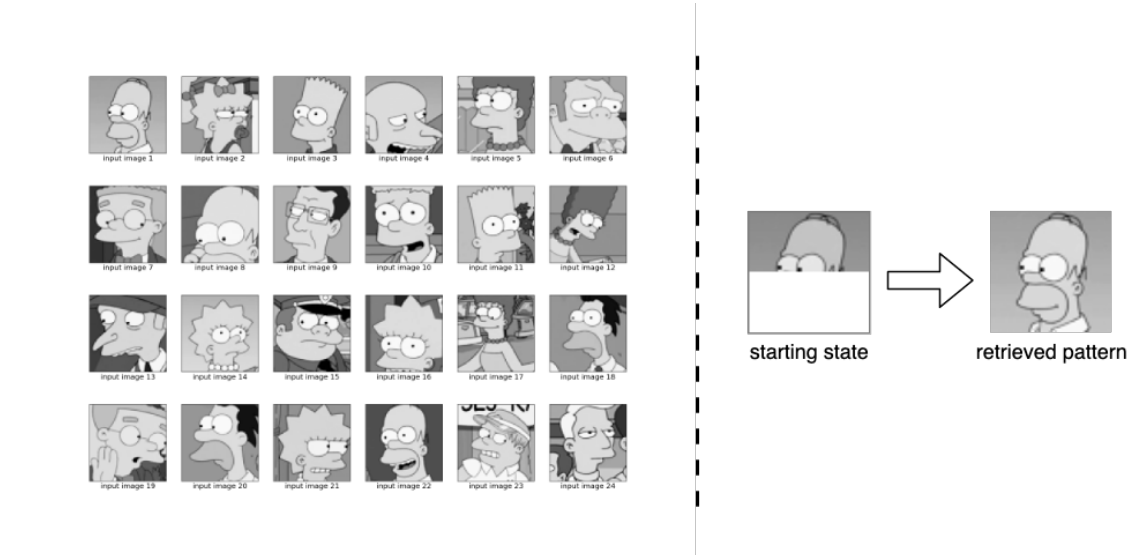 input image 1
input image 2
input image 3
input image 4
input image 5
input image 6
input image 7
input image 8
input image 9
input image 10
input image 11
input image 12
input image 13
input image 14
input image 15
input image 16
input image 17
input image 18
input image 19
input image 20
input image 21
input image 22
input image 23
input image 24
starting state
retrieved pattern